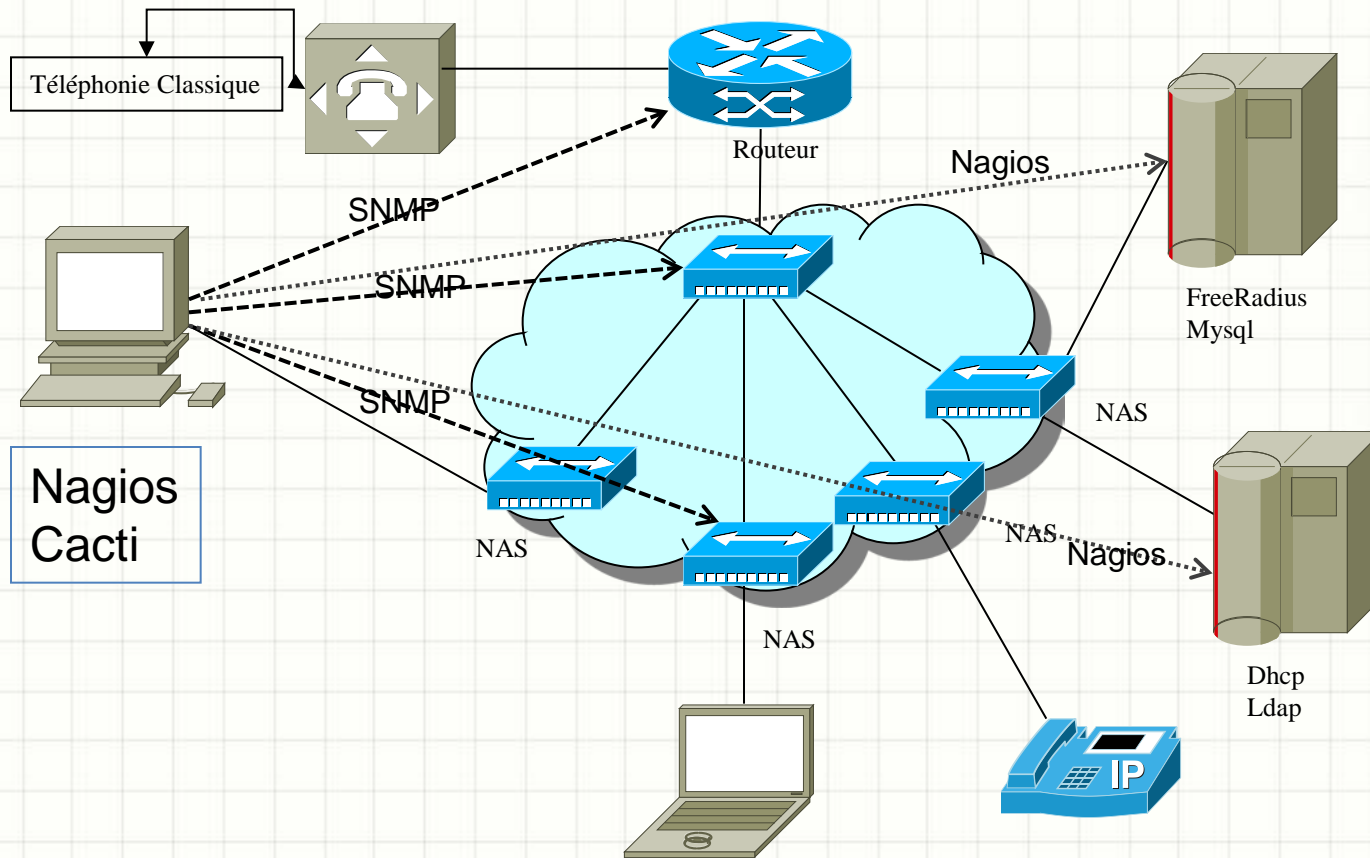 Téléphonie Classique
Routeur
Nagios
SNMP
SNMP
FreeRadius
Mysql
SNMP
NAS
Nagios
Cacti
NAS
NAS
Nagios
NAS
Dhcp
Ldap
IP